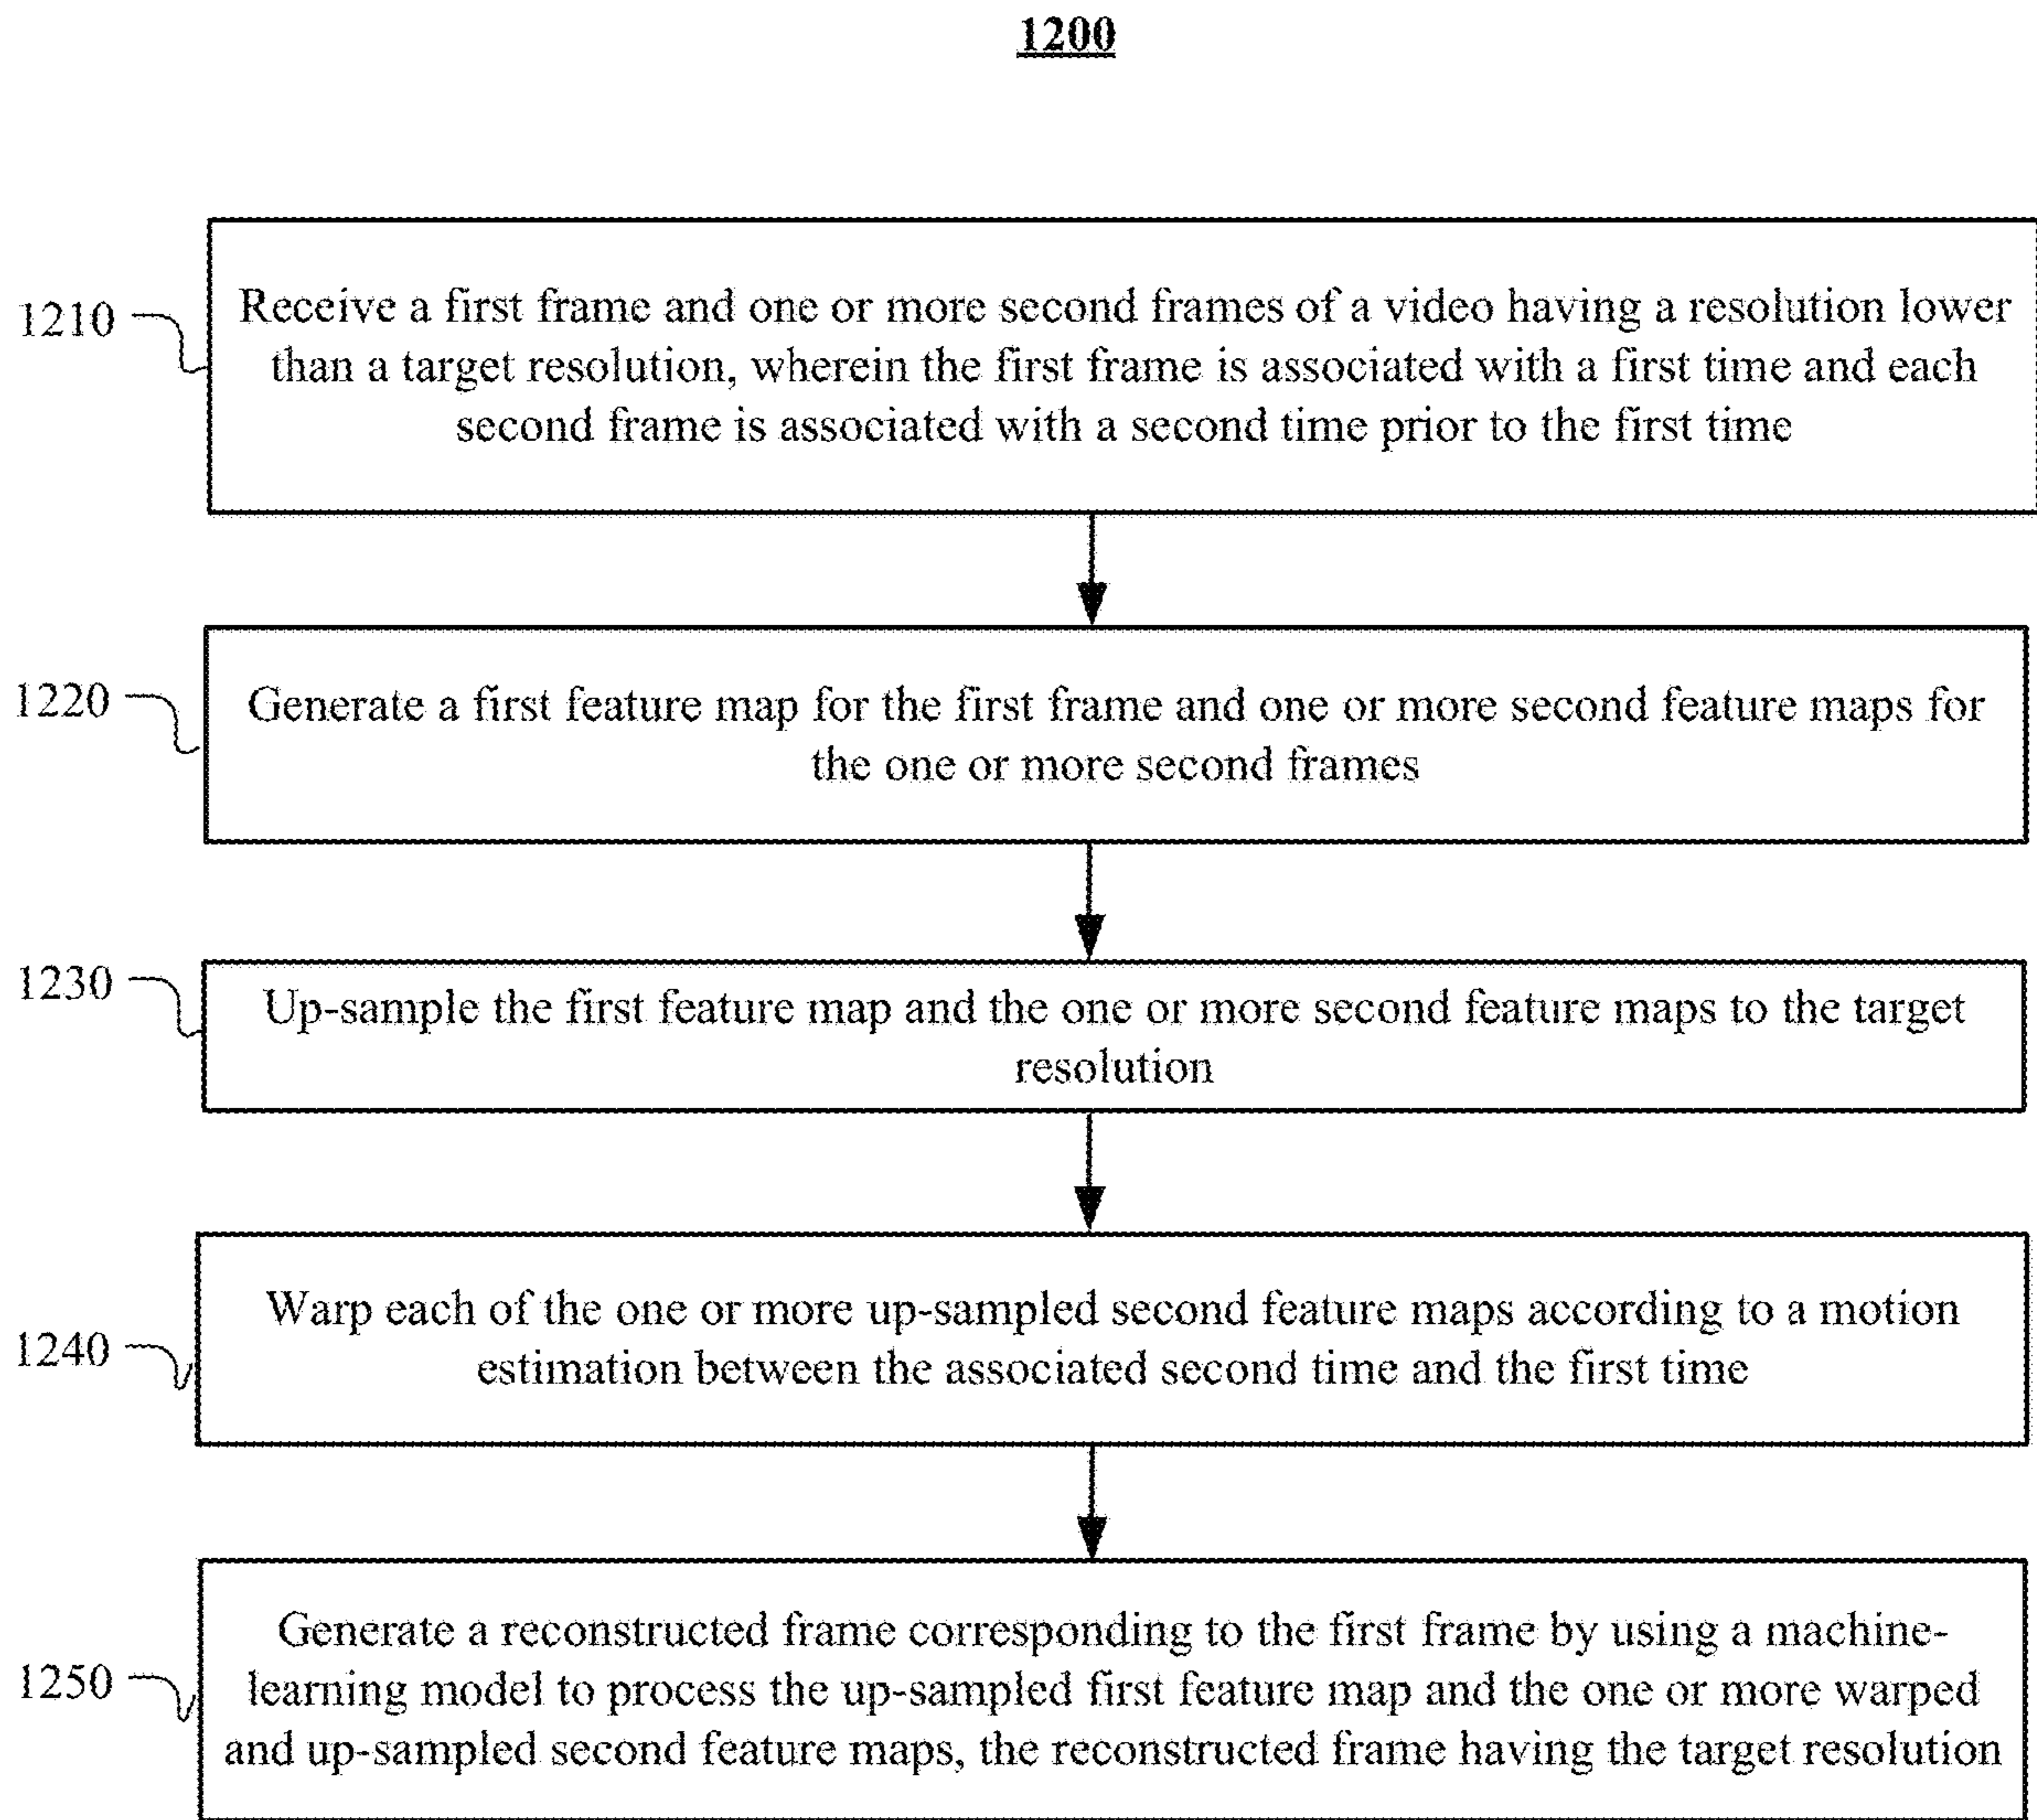 1200
1210
Receive a first frame and one or more second frames of a video having a resolution lower
than a target resolution, wherein the first frame is associated with a first time and each
second frame is associated with a second time prior to the first time
1220
Generate a first feature map for the first frame and one or more second feature maps for
the one or more second frames
1230
Up-sample the first feature map and the one or more second feature maps to the target
resolution
1240
Warp each of the one or more up-sampled second feature maps according to a motion
estimation between the associated second time and the first time
1250
Generate a reconstructed frame corresponding to the first frame by using a machine-
learning model to process the up-sampled first feature map and the one or more warped
and up-sampled second feature maps, the reconstructed frame having the target resolution